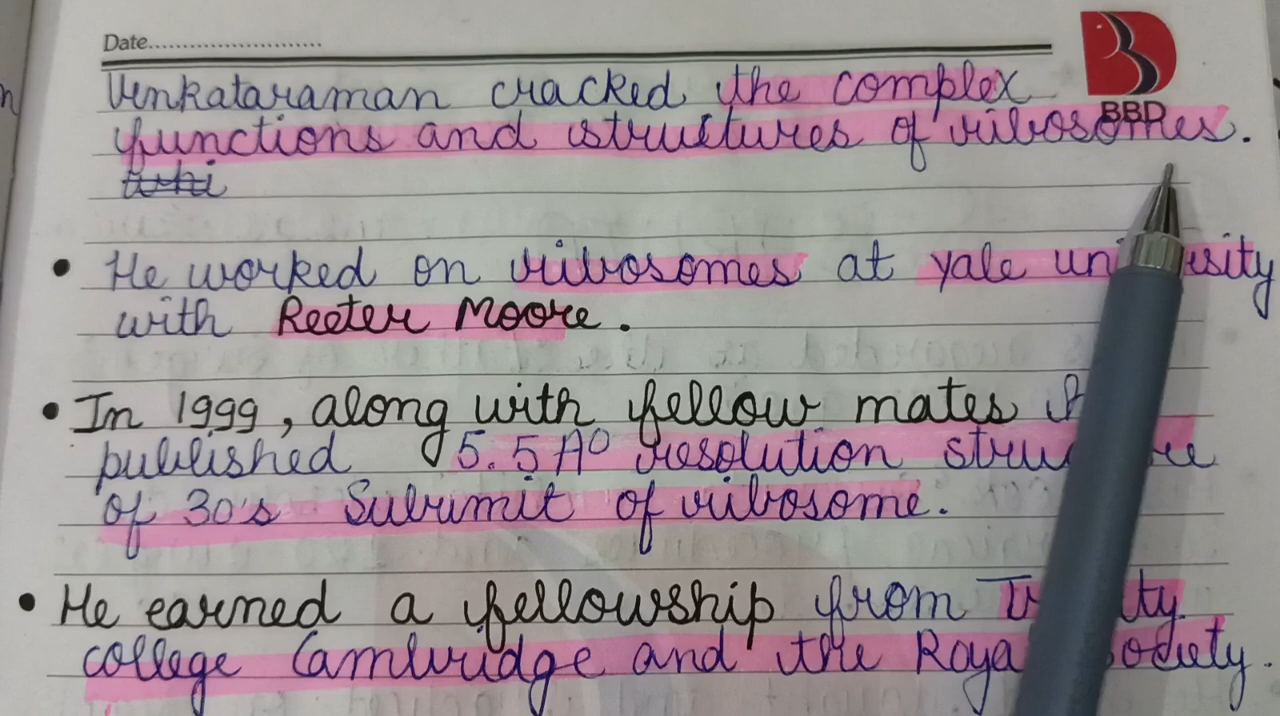 Date
BBD
Venkataraman cracked the complex
functions and structures of ribosomes.
He worked on ribosomes at yale
with Reeter Moore.
In 1999, along with fellow mates
published 5.5A° resolution
of 30's Subunit of ribosome.
He earned a fellowship from
college Cambridge and the